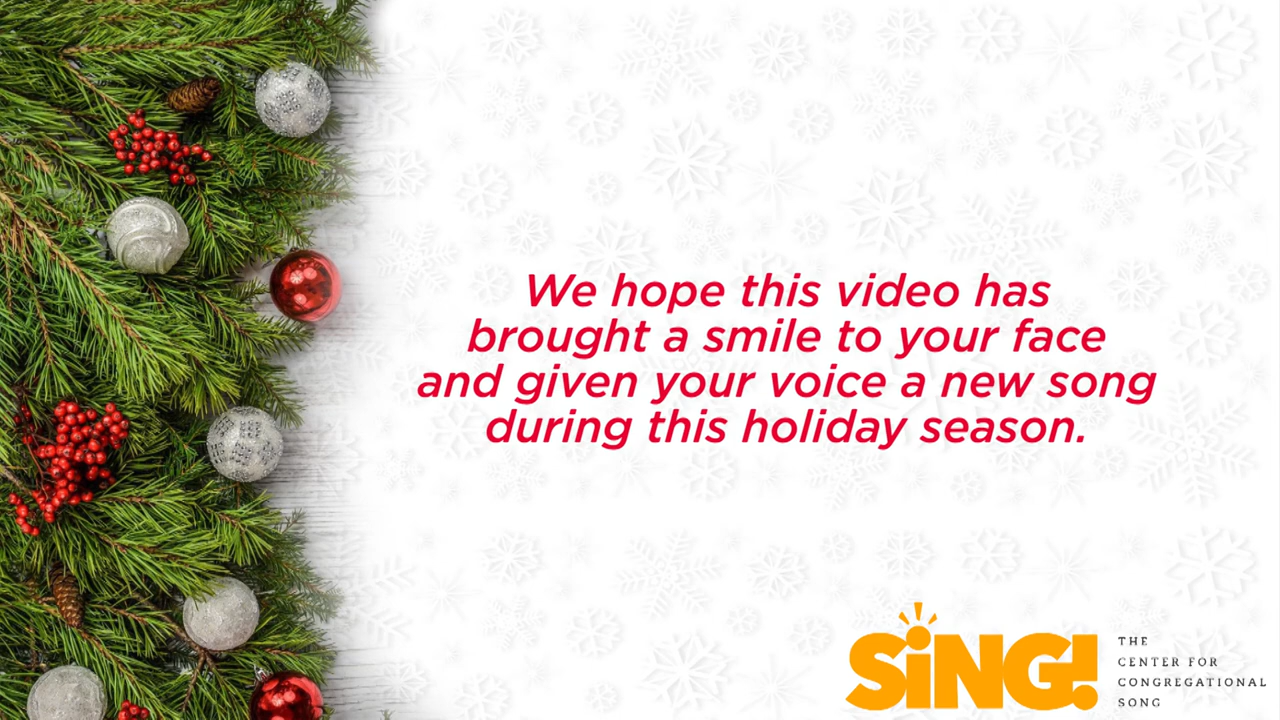 We hope this video has
brought a smile to your face
and given your voice a new song
during this holiday season.
SiNG!
THE
CENTER FOR
CONGREGATIONAL
SONG